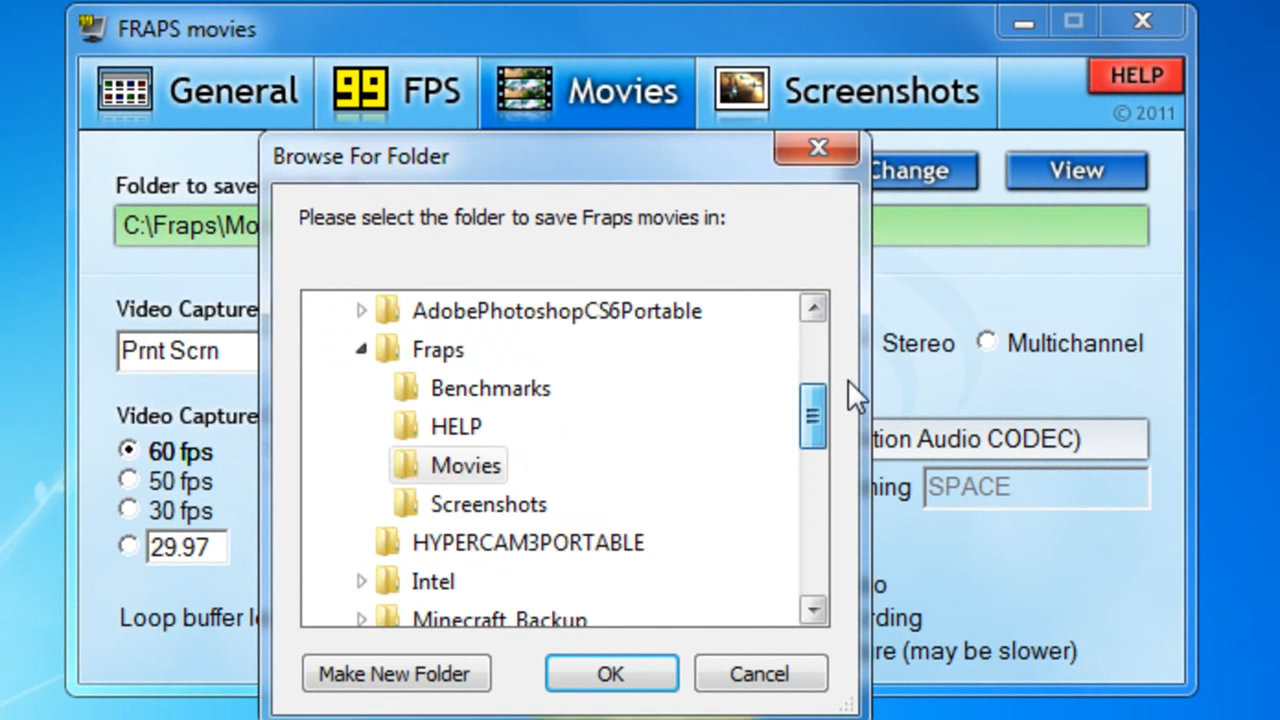 FRAPS movies
General
99
FPS
Movies
Screenshots
HELP
© 2011
Browse For Folder
Folder to save
Change
View
C:\Fraps\Mo
Please select the folder to save Fraps movies in:
AdobePhotoshopCS6Portable
Video Capture
Fraps
Prnt Scrn
Stereo
Multichannel
Benchmarks
Video Capture
HELP
tion Audio CODEC)
60 fps
Movies
50 fps
ning
SPACE
Screenshots
30 fps
29.97
HYPERCAM3PORTABLE
Intel
Loop buffer
Minecraft_Backup
rding
re (may be slower)
Make New Folder
OK
Cancel